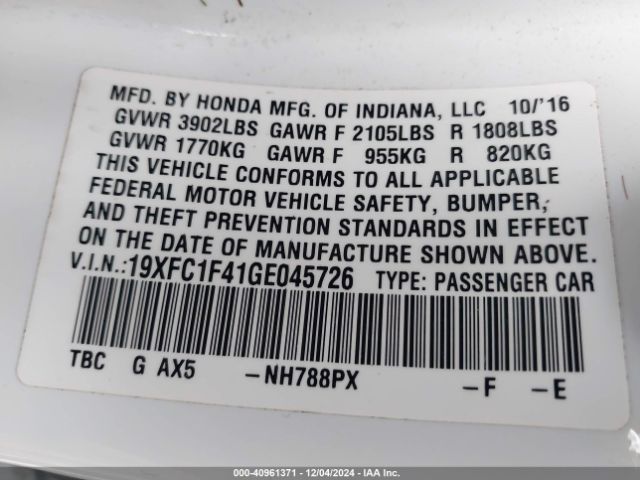 MFD. BY HONDA MFG. OF INDIANA, LLC 10/'16
GVWR 3902LBS GAWR F 2105LBS R 1808LBS
GVWR 1770KG GAWR F 955KG R 820KG
THIS VEHICLE CONFORMS TO ALL APPLICABLE
FEDERAL MOTOR VEHICLE SAFETY, BUMPER,
AND THEFT PREVENTION STANDARDS IN EFFECT
ON THE DATE OF MANUFACTURE SHOWN ABOVE.
V.I.N.:19XFC1F41GE045726 TYPE: PASSENGER CAR
TBC G AX5 -NH788PX -F -E
000-40961371 - 12/04/2024 - IAA Inc.